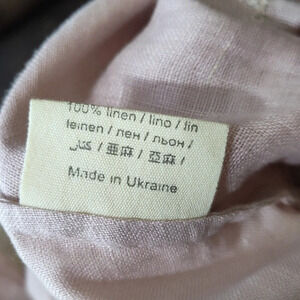 100% linen / lino / lin
leinen / лен / льон /
كتان / 亜麻 / 亞麻 /
Made in Ukraine